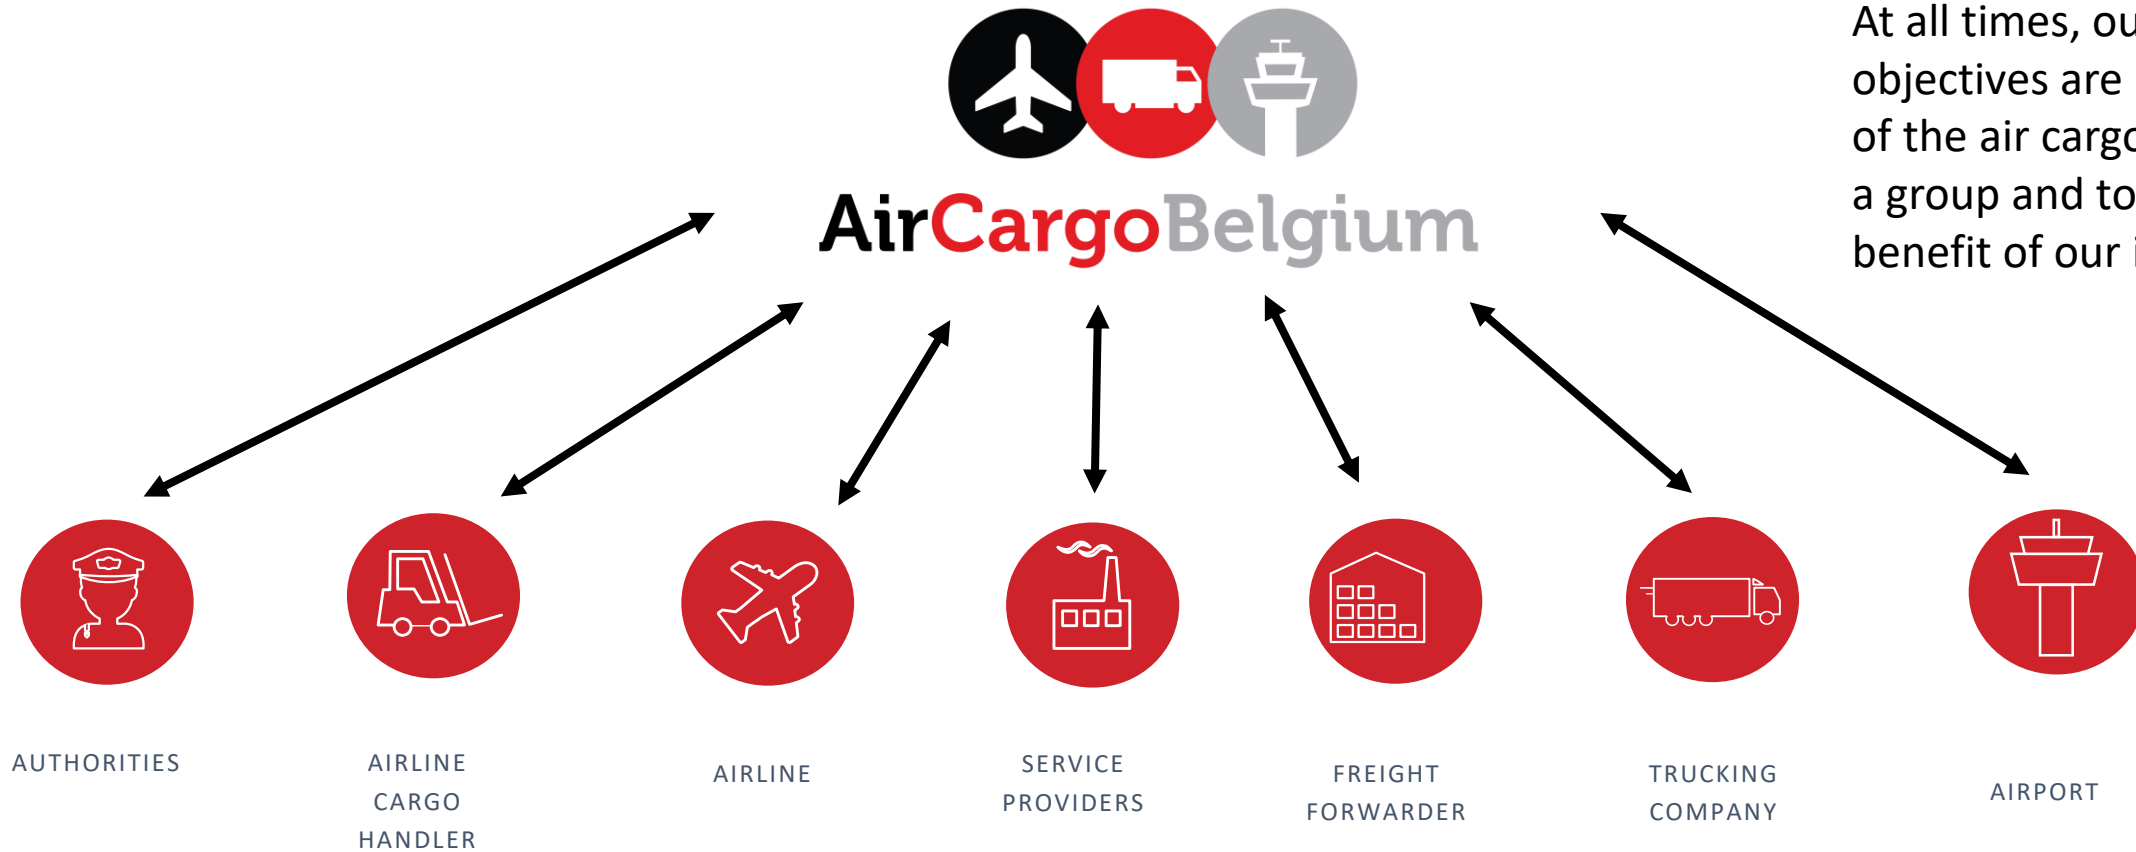 At all times, ou
objectives are
of the air cargo
a group and to
benefit of our i
AirCargoBelgium
AUTHORITIES
AIRLINE
CARGO
HANDLER
AIRLINE
SERVICE
PROVIDERS
FREIGHT
FORWARDER
TRUCKING
COMPANY
AIRPORT